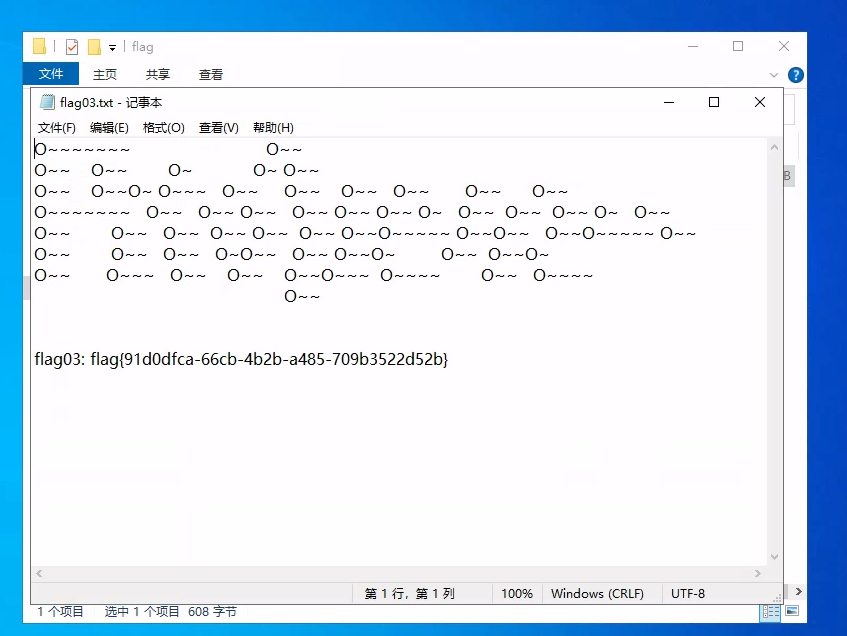 flag
文件 主页 共享 查看
flag03.txt - 记事本
文件(F) 编辑(E) 格式(O) 查看(V) 帮助(H)
O~~~~~~~ O~~
O~~ O~~ O~ O~ O~~
O~~ O~~O~ O~~~ O~~ O~~ O~~ O~~ O~~ O~~
O~~~~~~~ O~~ O~~ O~~ O~~ O~~ O~~ O~ O~~ O~~ O~~ O~ O~~
O~~ O~~ O~~ O~~ O~~ O~~ O~~O~~~~~ O~~O~~ O~~O~~~~~ O~~
O~~ O~~ O~~ O~O~~ O~~ O~~O~ O~~ O~~O~
O~~ O~~~ O~~ O~~ O~~O~~~ O~~~~ O~~ O~~~~
O~~
flag03: flag{91d0dfca-66cb-4b2b-a485-709b3522d52b}
B
第 1 行，第 1 列 100% Windows (CRLF) UTF-8
1 个项目 选中 1 个项目 608 字节